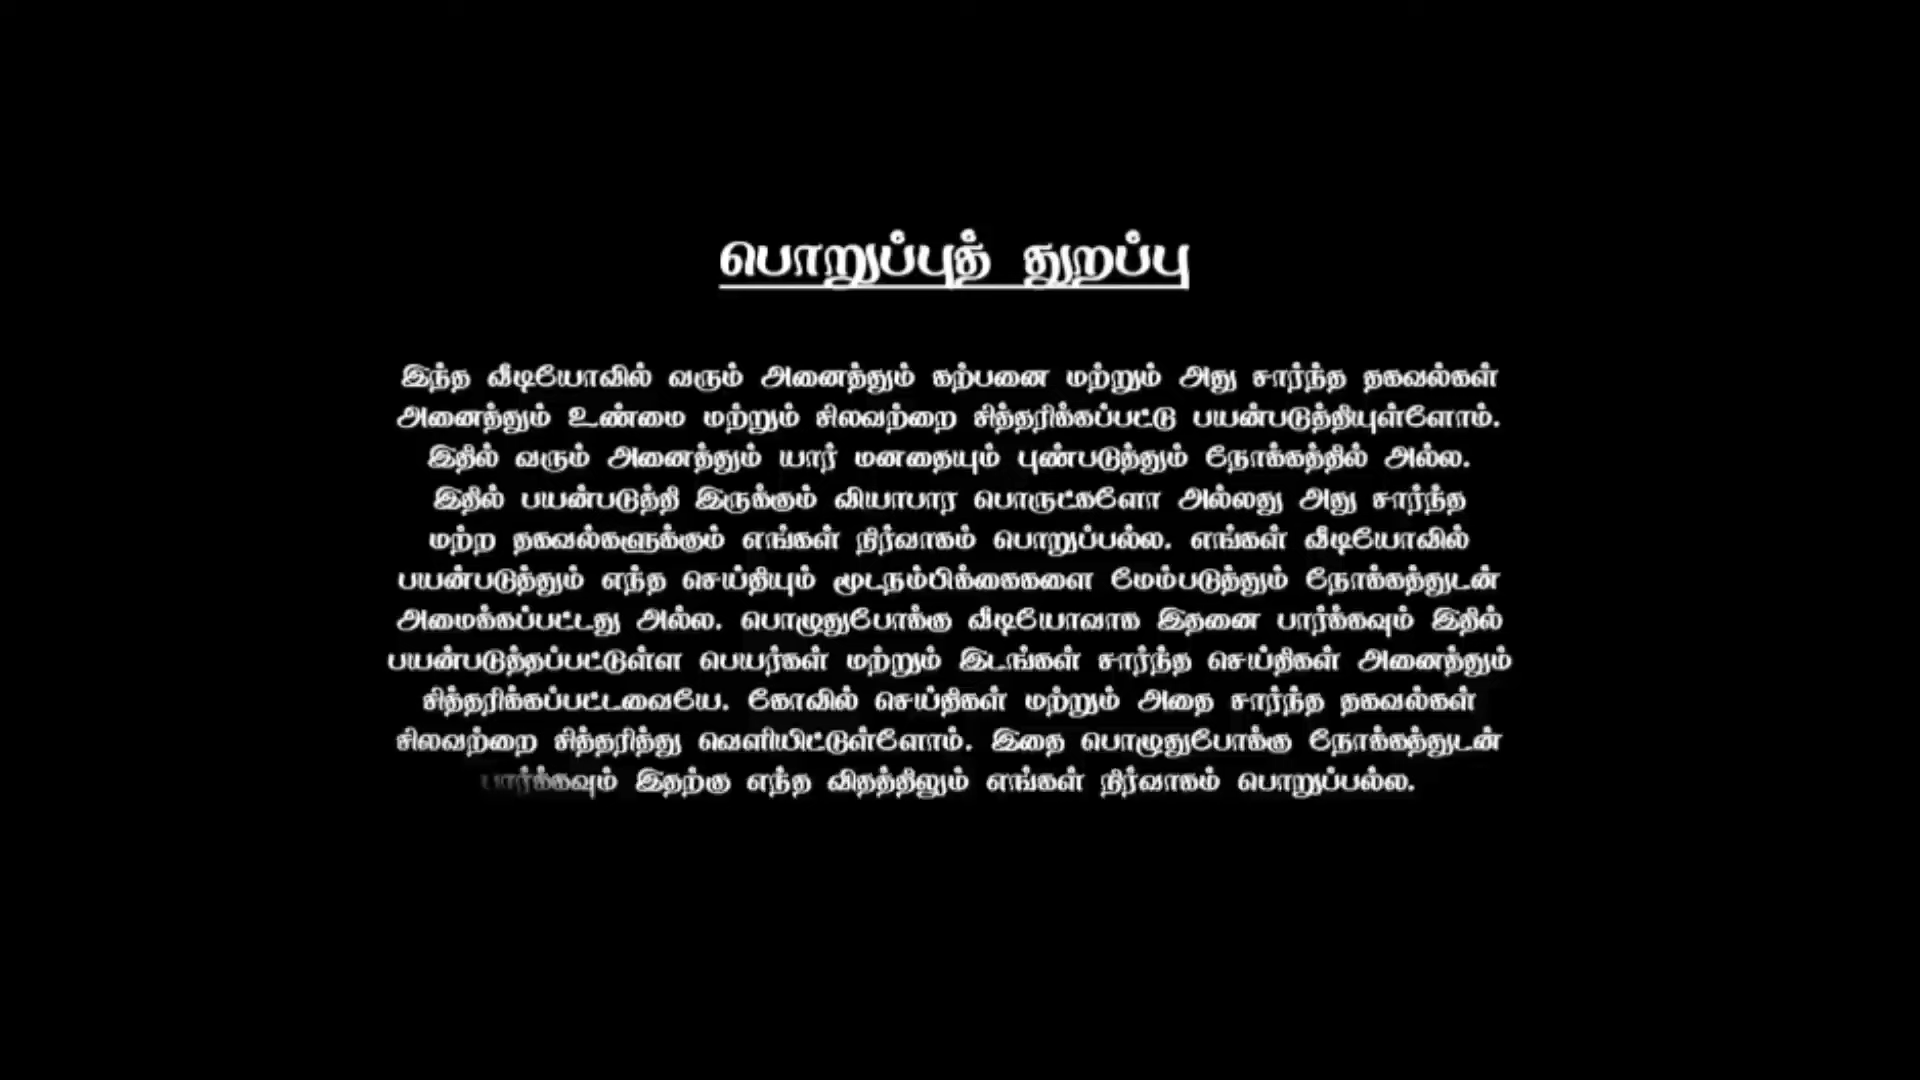 பொறுப்புத் துறப்பு
இந்த வீடியோவில் வரும் அனைத்தும் கற்பனை மற்றும் அது சார்ந்த தகவல்கள்
அனைத்தும் உண்மை மற்றும் சிலவற்றை சித்தரிக்கப்பட்டு பயன்படுத்தியுள்ளோம்.
இதில் வரும் அனைத்தும் யார் மனதையும் புண்படுத்தும் நோக்கத்தில் அல்ல.
இதில் பயன்படுத்தி இருக்கும் வியாபார பொருட்களோ அல்லது அது சார்ந்த
மற்ற தகவல்களுக்கும் எங்கள் நிர்வாகம் பொறுப்பல்ல. எங்கள் வீடியோவில்
பயன்படுத்தும் எந்த செய்தியும் மூடநம்பிக்கைகளை மேம்படுத்தும் நோக்கத்துடன்
அமைக்கப்பட்டது அல்ல. பொழுதுபோக்கு வீடியோவாக இதனை பார்க்கவும் இதில்
பயன்படுத்தப்பட்டுள்ள பெயர்கள் மற்றும் இடங்கள் சார்ந்த செய்திகள் அனைத்தும்
சித்தரிக்கப்பட்டவையே. கோவில் செய்திகள் மற்றும் அதை சார்ந்த தகவல்கள்
சிலவற்றை சித்தரித்து வெளியிட்டுள்ளோம். இதை பொழுதுபோக்கு நோக்கத்துடன்
பார்க்கவும் இதற்கு எந்த விதத்திலும் எங்கள் நிர்வாகம் பொறுப்பல்ல.